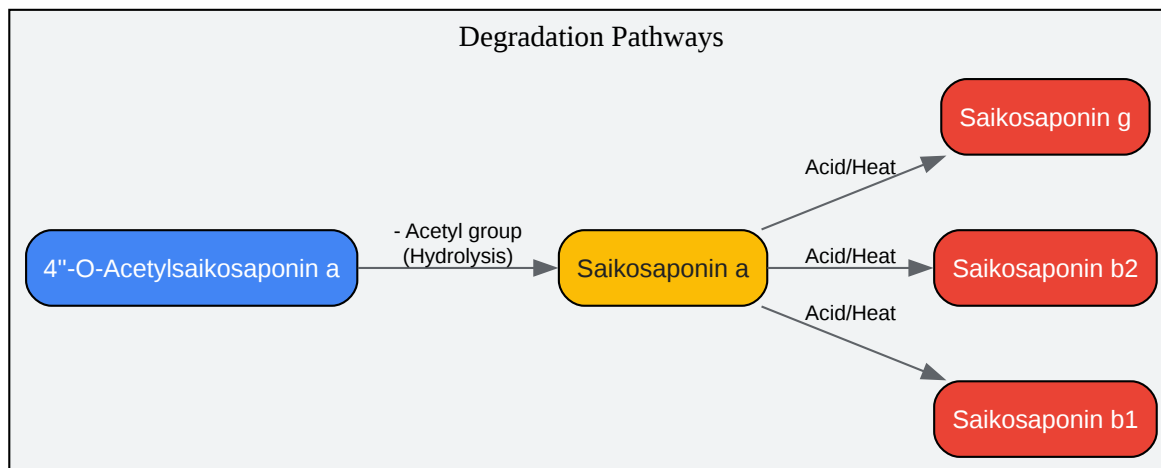 Degradation Pathways
Saikosaponin g
Acid/Heat
- Acetyl group
(Hydrolysis)
4"-O-Acetylsaikosaponin a
Saikosaponin a
Acid/Heat
Saikosaponin b2
Acid/Heat
Saikosaponin b1